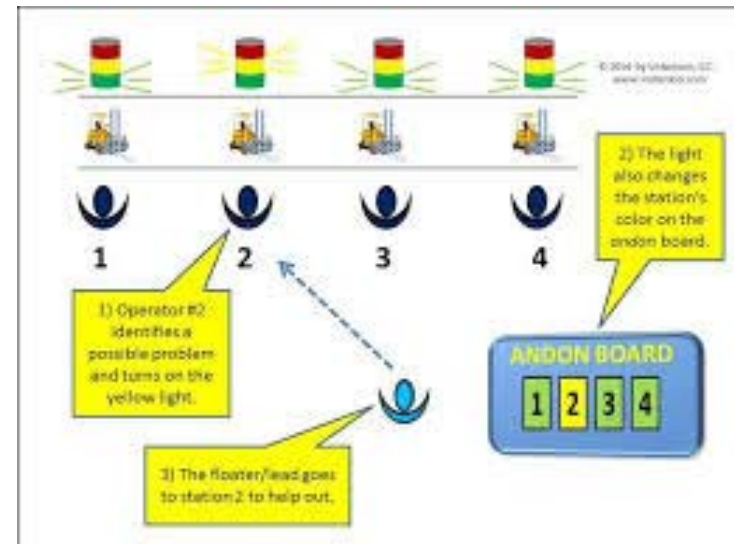 1
2
3
4
1) Operator #2
identifies a
possible problem
and turns on the
yellow light.
2) The light
also changes
the station's
color on the
andon board.
ANDON BOARD
1 2 3 4
3) The floater/lead goes
to station 2 to help out.